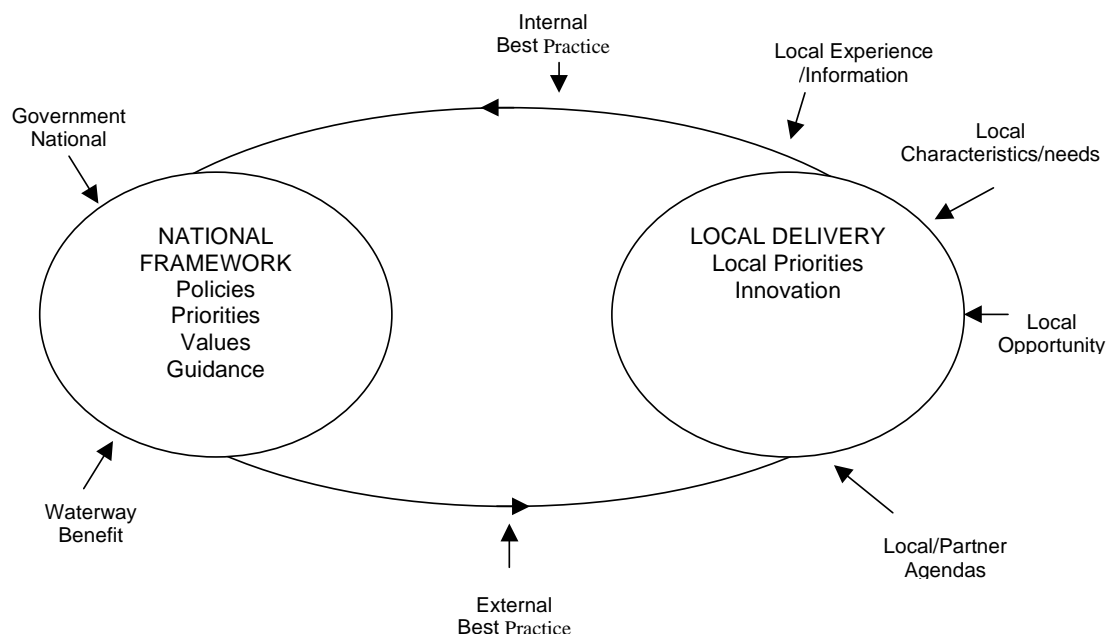 Internal
Best Practice
Local Experience
/Information
Government
National
Local
Characteristics/needs
NATIONAL
FRAMEWORK
Policies
Priorities
Values
Guidance
LOCAL DELIVERY
Local Priorities
Innovation
Local
Opportunity
Waterway
Benefit
Local/Partner
Agendas
External
Best Practice